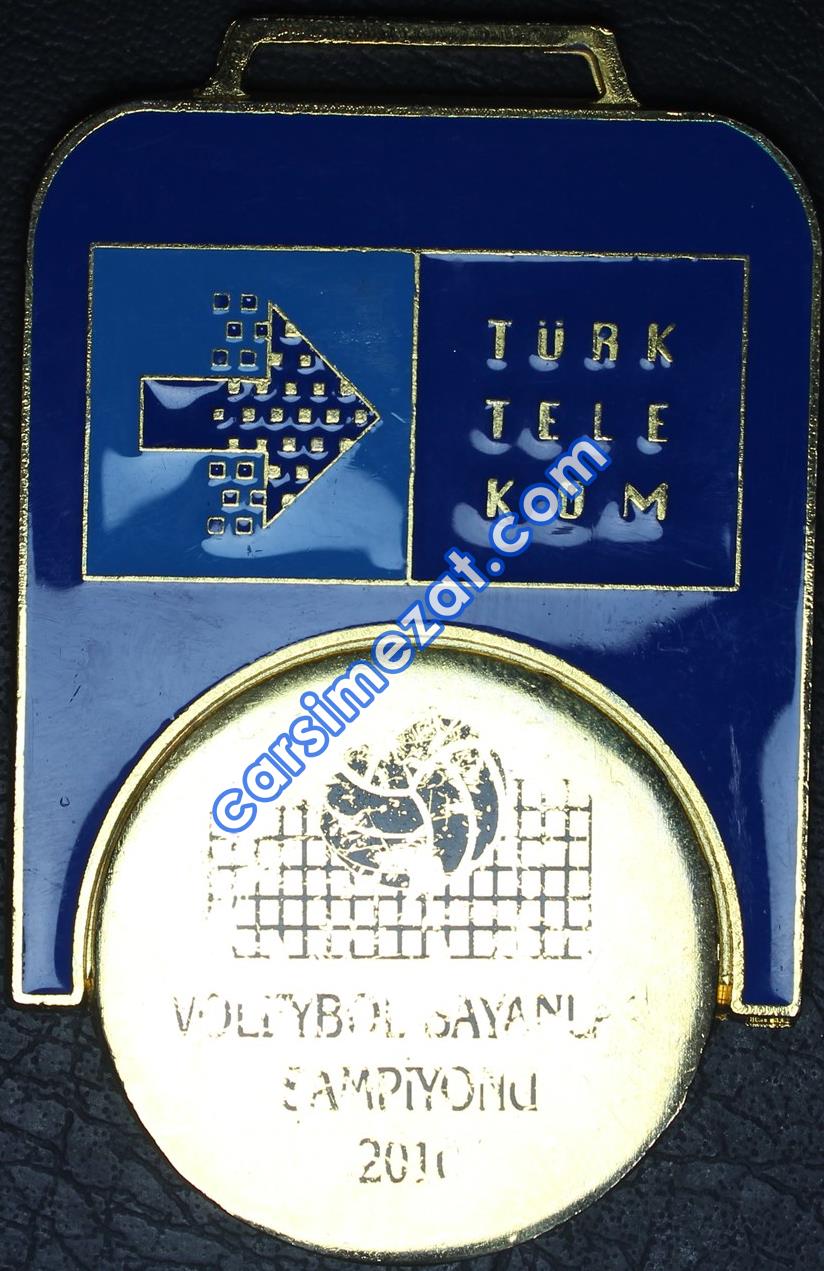 TÜRK
TELE
KOM
carsimezat.com
VOLEYBOL BAYANLAR
ŞAMPİYONU
2010